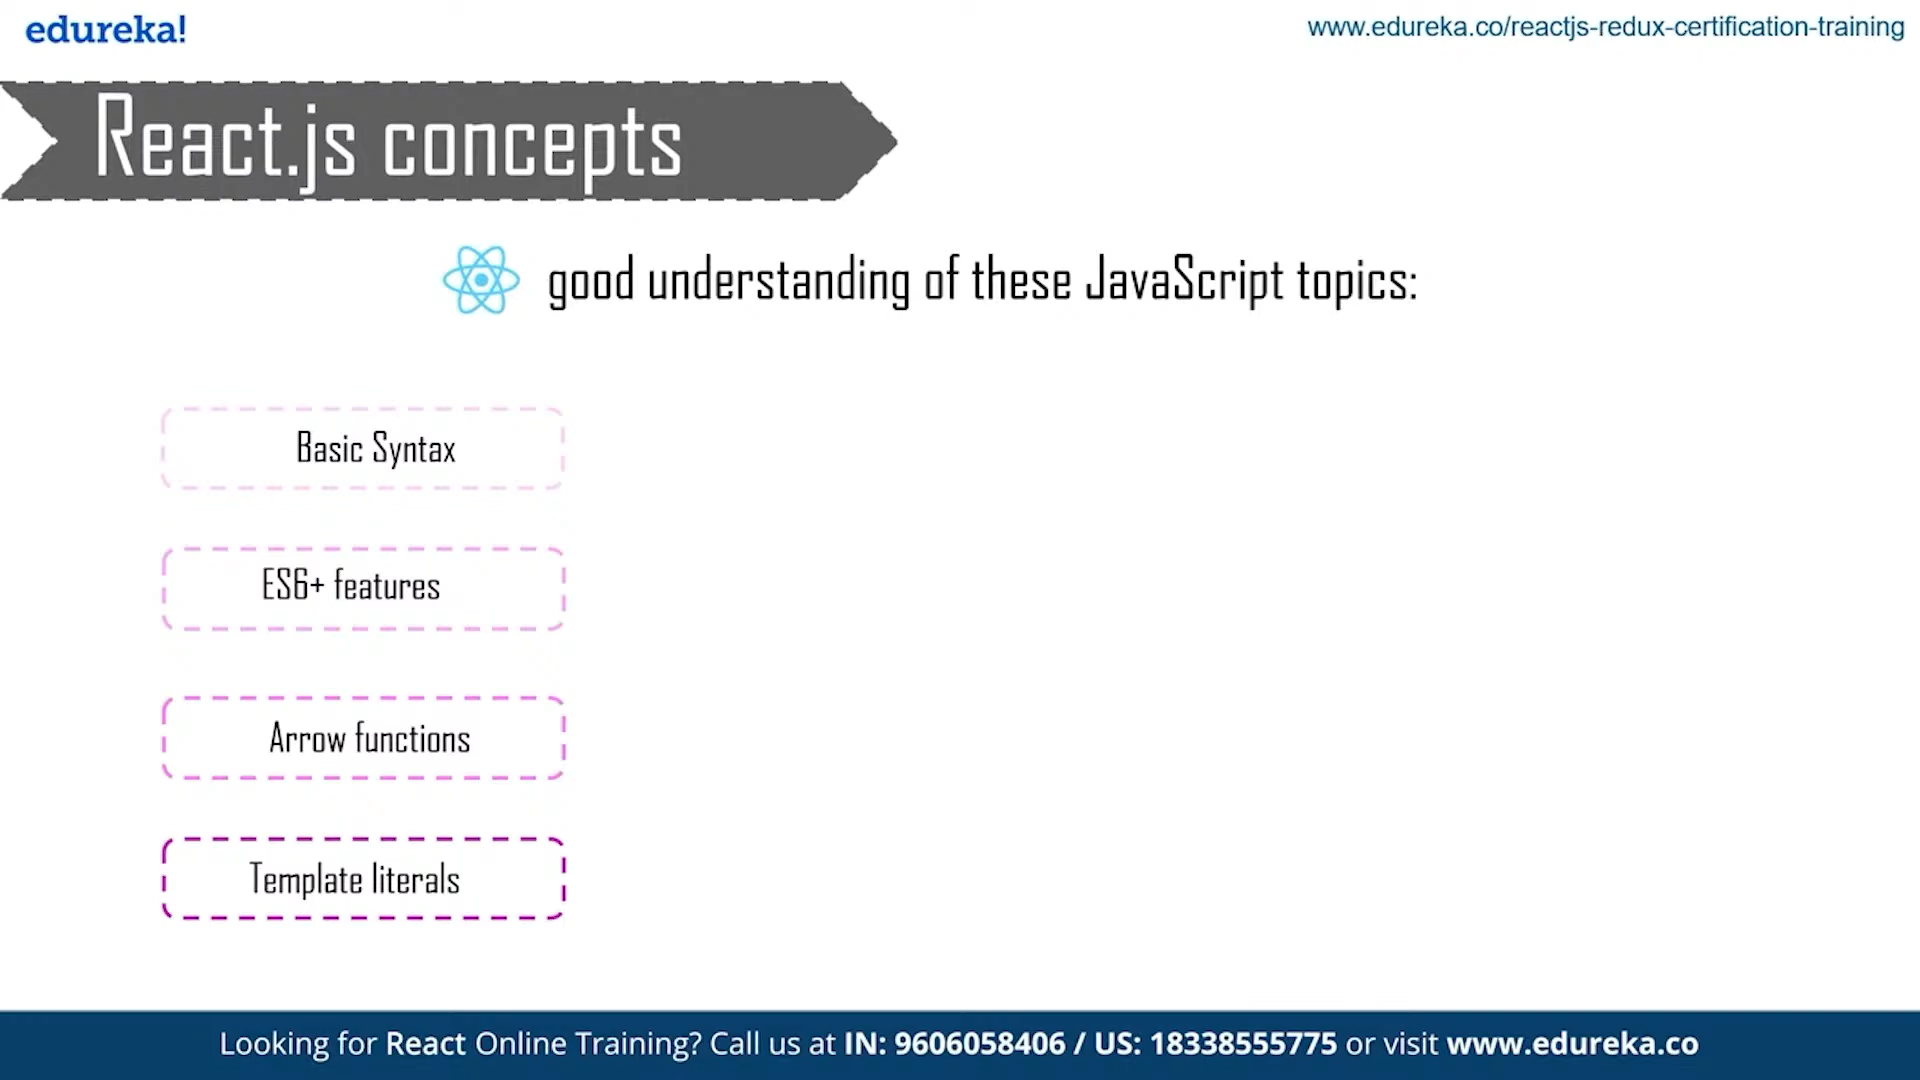 edureka!
www.edureka.co/reactjs-redux-certification-training
React.js concepts
good understanding of these JavaScript topics:
Basic Syntax
ES6+ features
Arrow functions
Template literals
Looking for React Online Training? Call us at IN: 9606058406 / US: 18338555775 or visit www.edureka.co